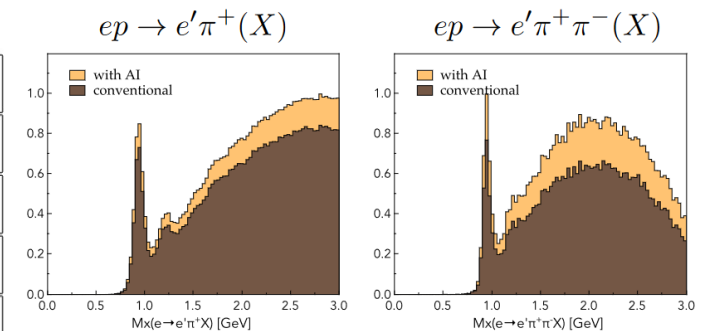 ep → e′π⁺(X)
with AI
conventional
1.0
0.8
0.6
0.4
0.2
0.0
0.0 0.5 1.0 1.5 2.0 2.5 3.0
Mx(e→e'π⁺X) [GeV]
ep → e′π⁺π⁻(X)
with AI
conventional
1.0
0.8
0.6
0.4
0.2
0.0
0.0 0.5 1.0 1.5 2.0 2.5 3.0
Mx(e→e'π⁺π⁻X) [GeV]